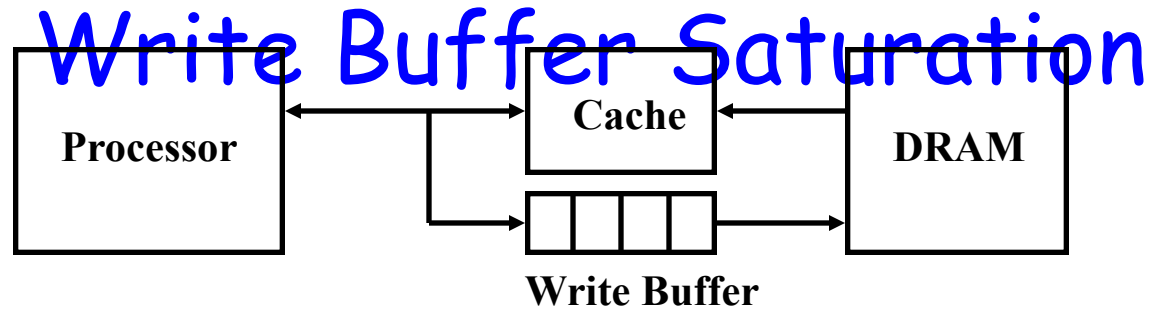 Write Buffer Saturation
Cache
Processor
DRAM
Write Buffer